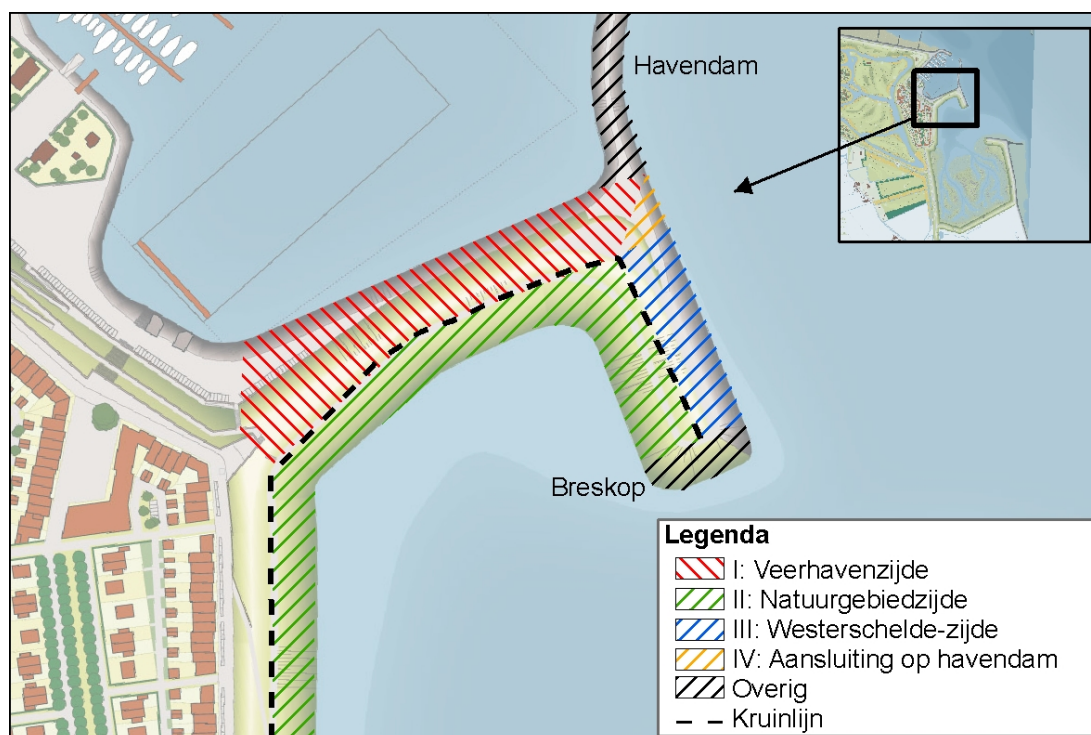 Havendam
Breskop
Legenda
I: Veerhavenzijde
II: Natuurgebiedzijde
III: Westerschelde-zijde
IV: Aansluiting op havendam
Overig
Kruinlijn